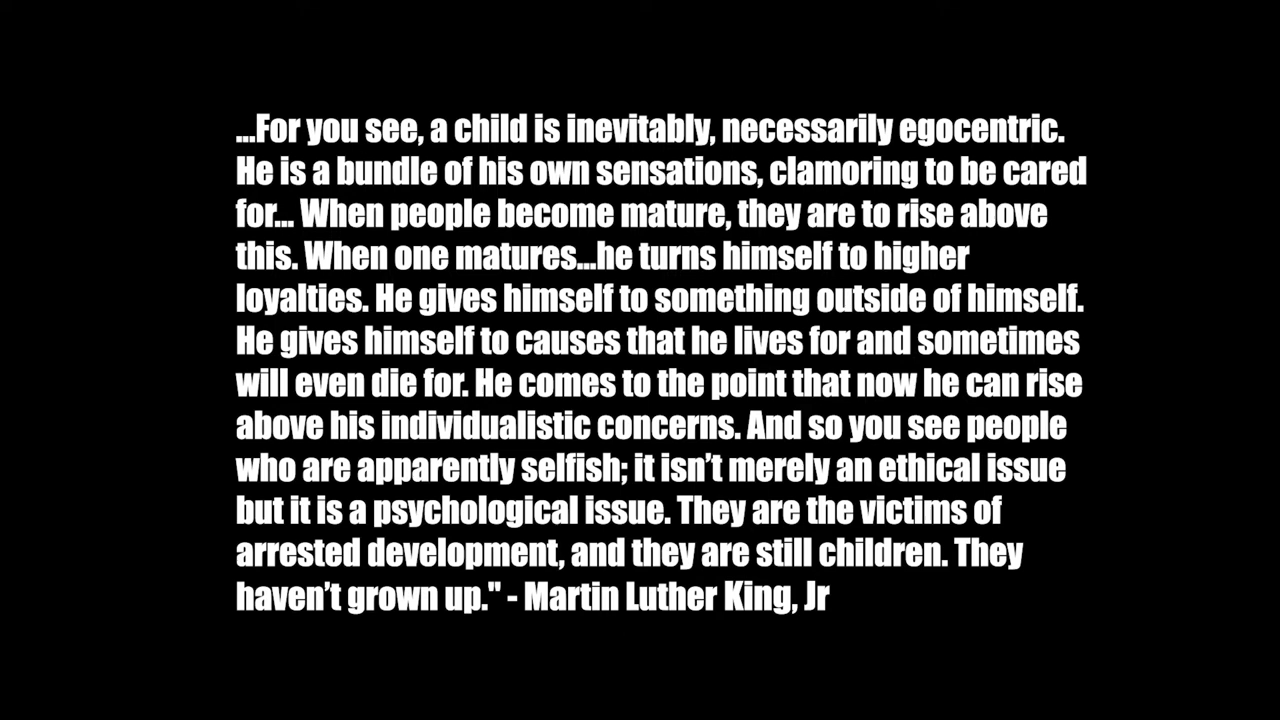 ...For you see, a child is inevitably, necessarily egocentric.
He is a bundle of his own sensations, clamoring to be cared
for... When people become mature, they are to rise above
this. When one matures...he turns himself to higher
loyalties. He gives himself to something outside of himself.
He gives himself to causes that he lives for and sometimes
will even die for. He comes to the point that now he can rise
above his individualistic concerns. And so you see people
who are apparently selfish; it isn’t merely an ethical issue
but it is a psychological issue. They are the victims of
arrested development, and they are still children. They
haven’t grown up." - Martin Luther King, Jr